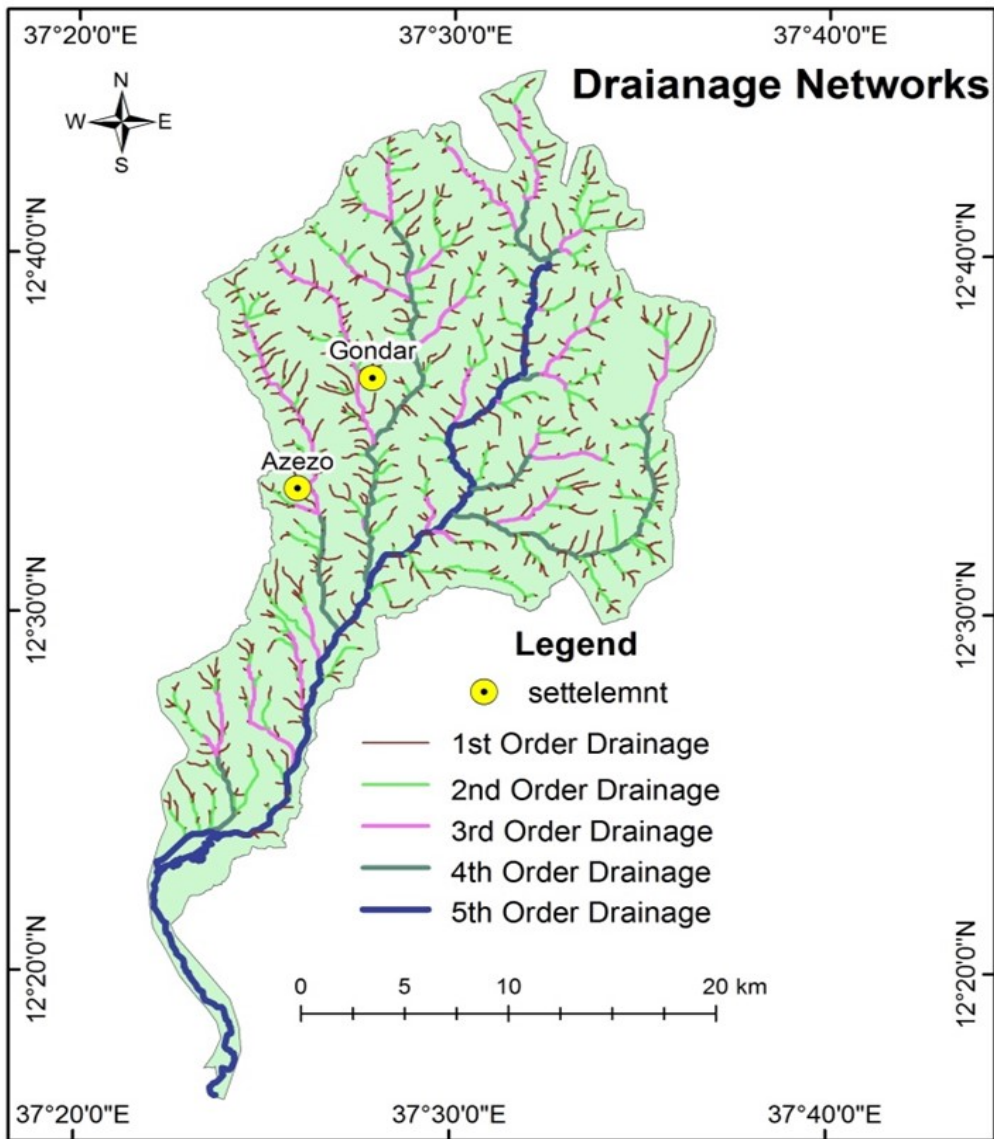 37°20'0"E 37°30'0"E 37°40'0"E
Draianage Networks
N
W E
S
12°40'0"N 12°40'0"N
Gondar
Azezo
12°30'0"N 12°30'0"N
Legend
settelemnt
1st Order Drainage
2nd Order Drainage
3rd Order Drainage
4th Order Drainage
5th Order Drainage
12°20'0"N 12°20'0"N
0 5 10 20 km
37°20'0"E 37°30'0"E 37°40'0"E